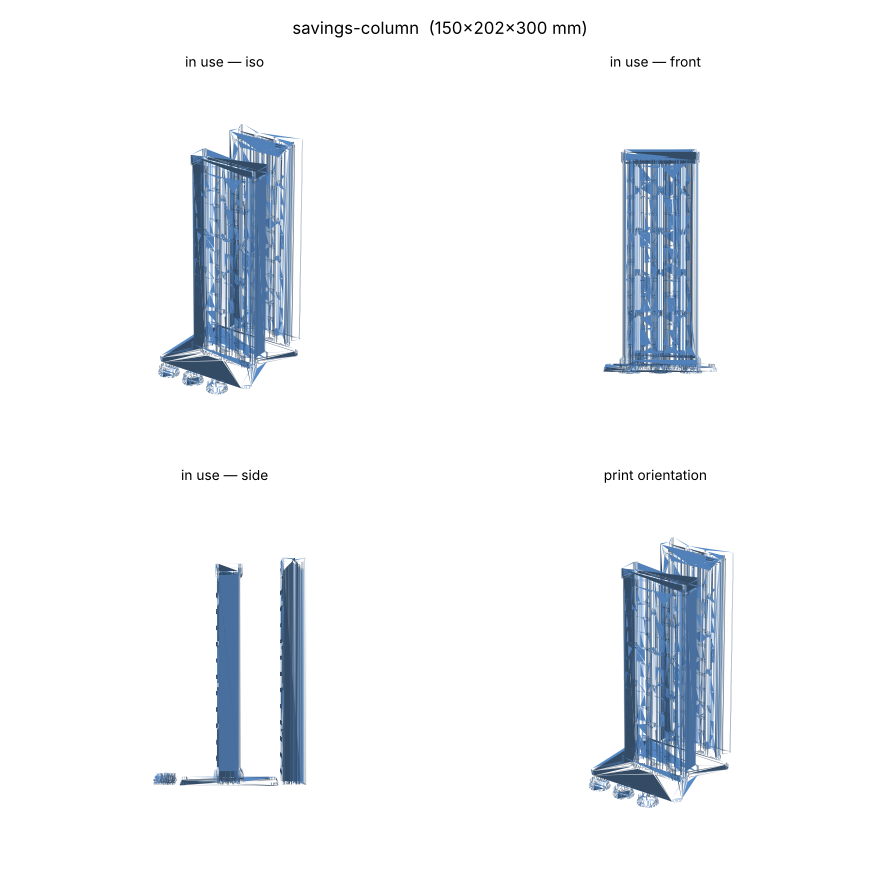 savings-column (150×202×300 mm)
in use — iso
in use — front
in use — side
print orientation